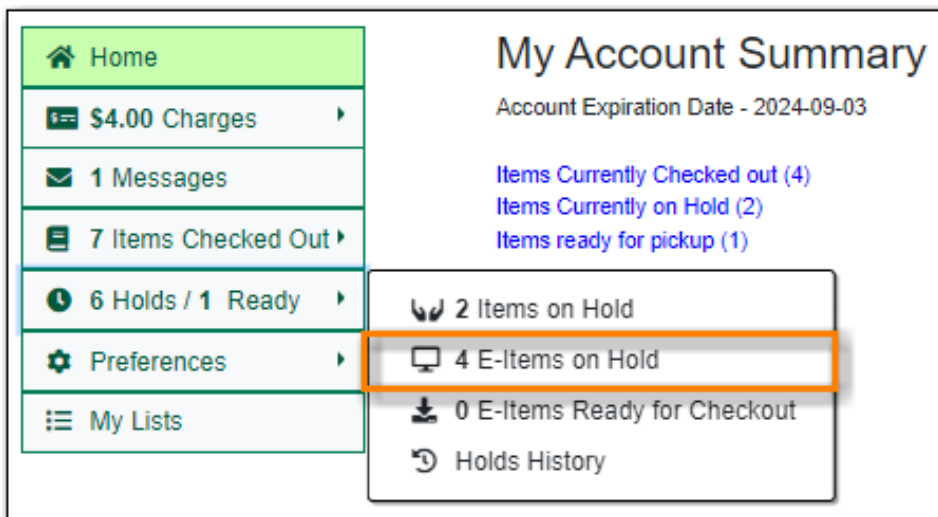 Home
$4.00 Charges
1 Messages
7 Items Checked Out
6 Holds / 1 Ready
Preferences
My Lists
My Account Summary
Account Expiration Date - 2024-09-03
Items Currently Checked out (4)
Items Currently on Hold (2)
Items ready for pickup (1)
2 Items on Hold
4 E-Items on Hold
0 E-Items Ready for Checkout
Holds History